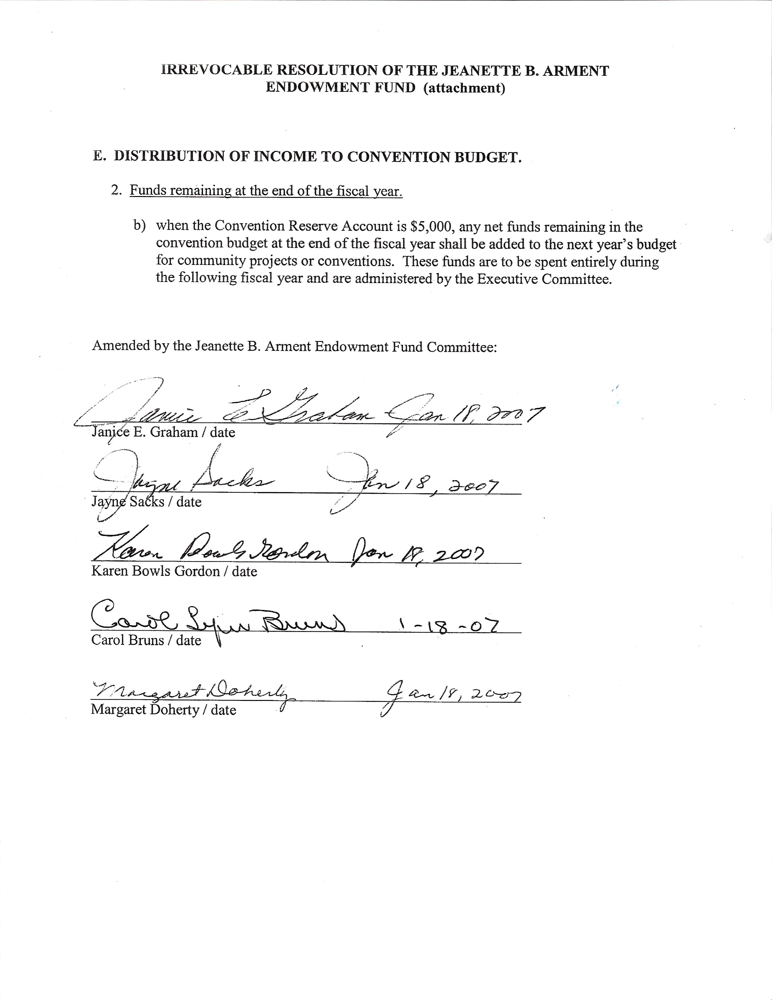 IRREVOCABLE RESOLUTION OF THE JEANETTE B. ARMENT
ENDOWMENT FUND (attachment)
E. DISTRIBUTION OF INCOME TO CONVENTION BUDGET.
2. Funds remaining at the end of the fiscal year.
b) when the Convention Reserve Account is $5,000, any net funds remaining in the
convention budget at the end of the fiscal year shall be added to the next year's budget
for community projects or conventions. These funds are to be spent entirely during
the following fiscal year and are administered by the Executive Committee.
Amended by the Jeanette B. Arment Endowment Fund Committee:
Janice E Graham Jan 18, 2007
Janice E. Graham / date
Jayne Sacks Jan 18, 2007
Jayne Sacks / date
Karen Bowls Gordon Jan 18, 2007
Karen Bowls Gordon / date
Carol Lynn Bruns 1-18-07
Carol Bruns / date
Margaret Doherty Jan 18, 2007
Margaret Doherty / date